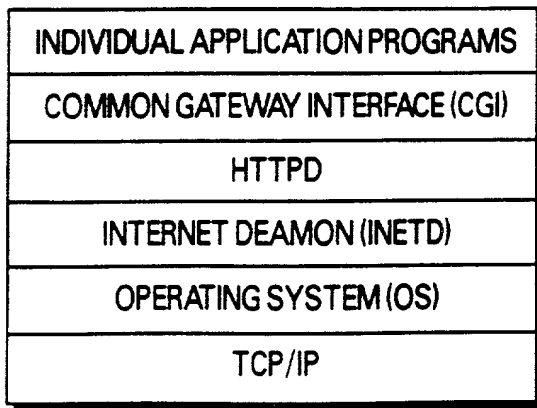 INDIVIDUAL APPLICATION PROGRAMS
COMMON GATEWAY INTERFACE (CGI)
HTTPD
INTERNET DEAMON (INETD)
OPERATING SYSTEM (OS)
TCP/IP